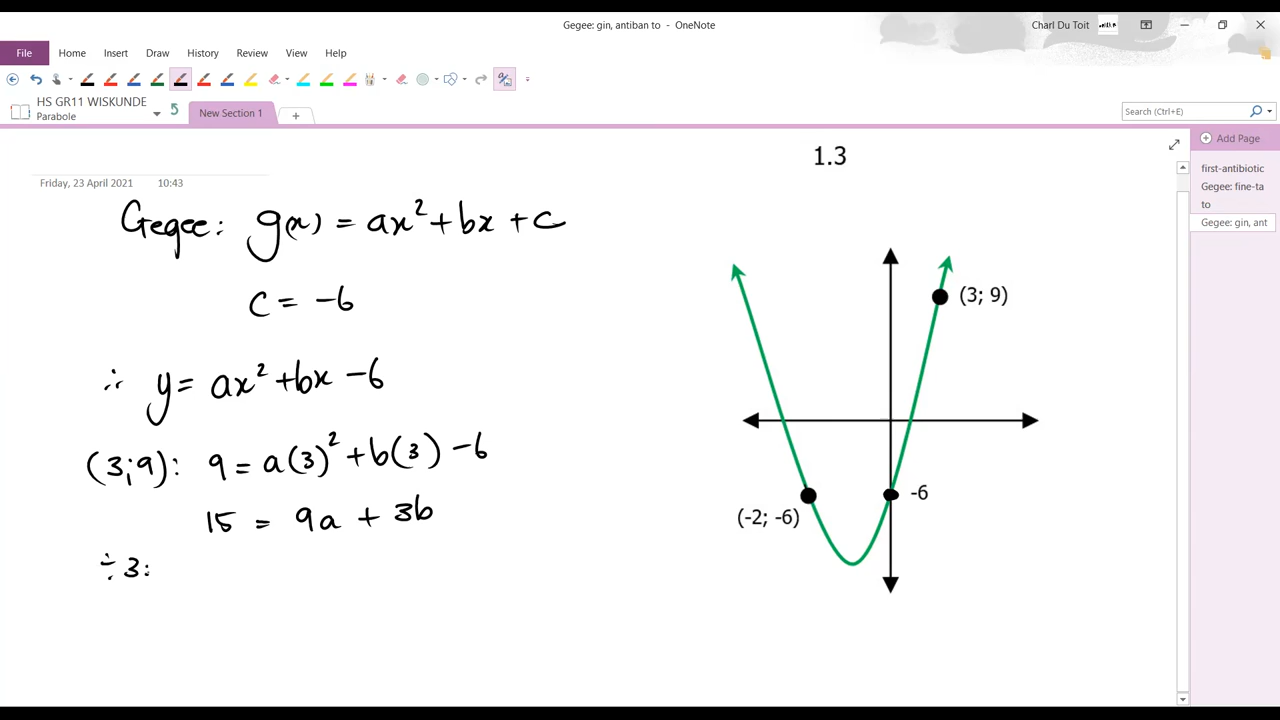 Gegee: gin, antiban to - OneNote
Charl Du Toit
File Home Insert Draw History Review View Help
HS GR11 WISKUNDE
Parabole
New Section 1
+
Search (Ctrl+E)
Add Page
first-antibiotic
Gegee: fine-ta
to
Gegee: gin, ant
Friday, 23 April 2021 10:43
1.3
Gegee: g(x) = ax² + bx + c
c = -6
∴ y = ax² + bx - 6
(3;9): 9 = a(3)² + b(3) - 6
15 = 9a + 3b
÷3:
(3; 9)
-6
(-2; -6)